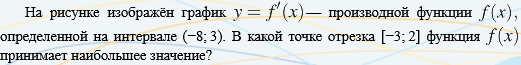 На рисунке изображён график y = f′(x)— производной функции f(x),
определенной на интервале (−8; 3). В какой точке отрезка [−3; 2] функция f(x)
принимает наибольшее значение?